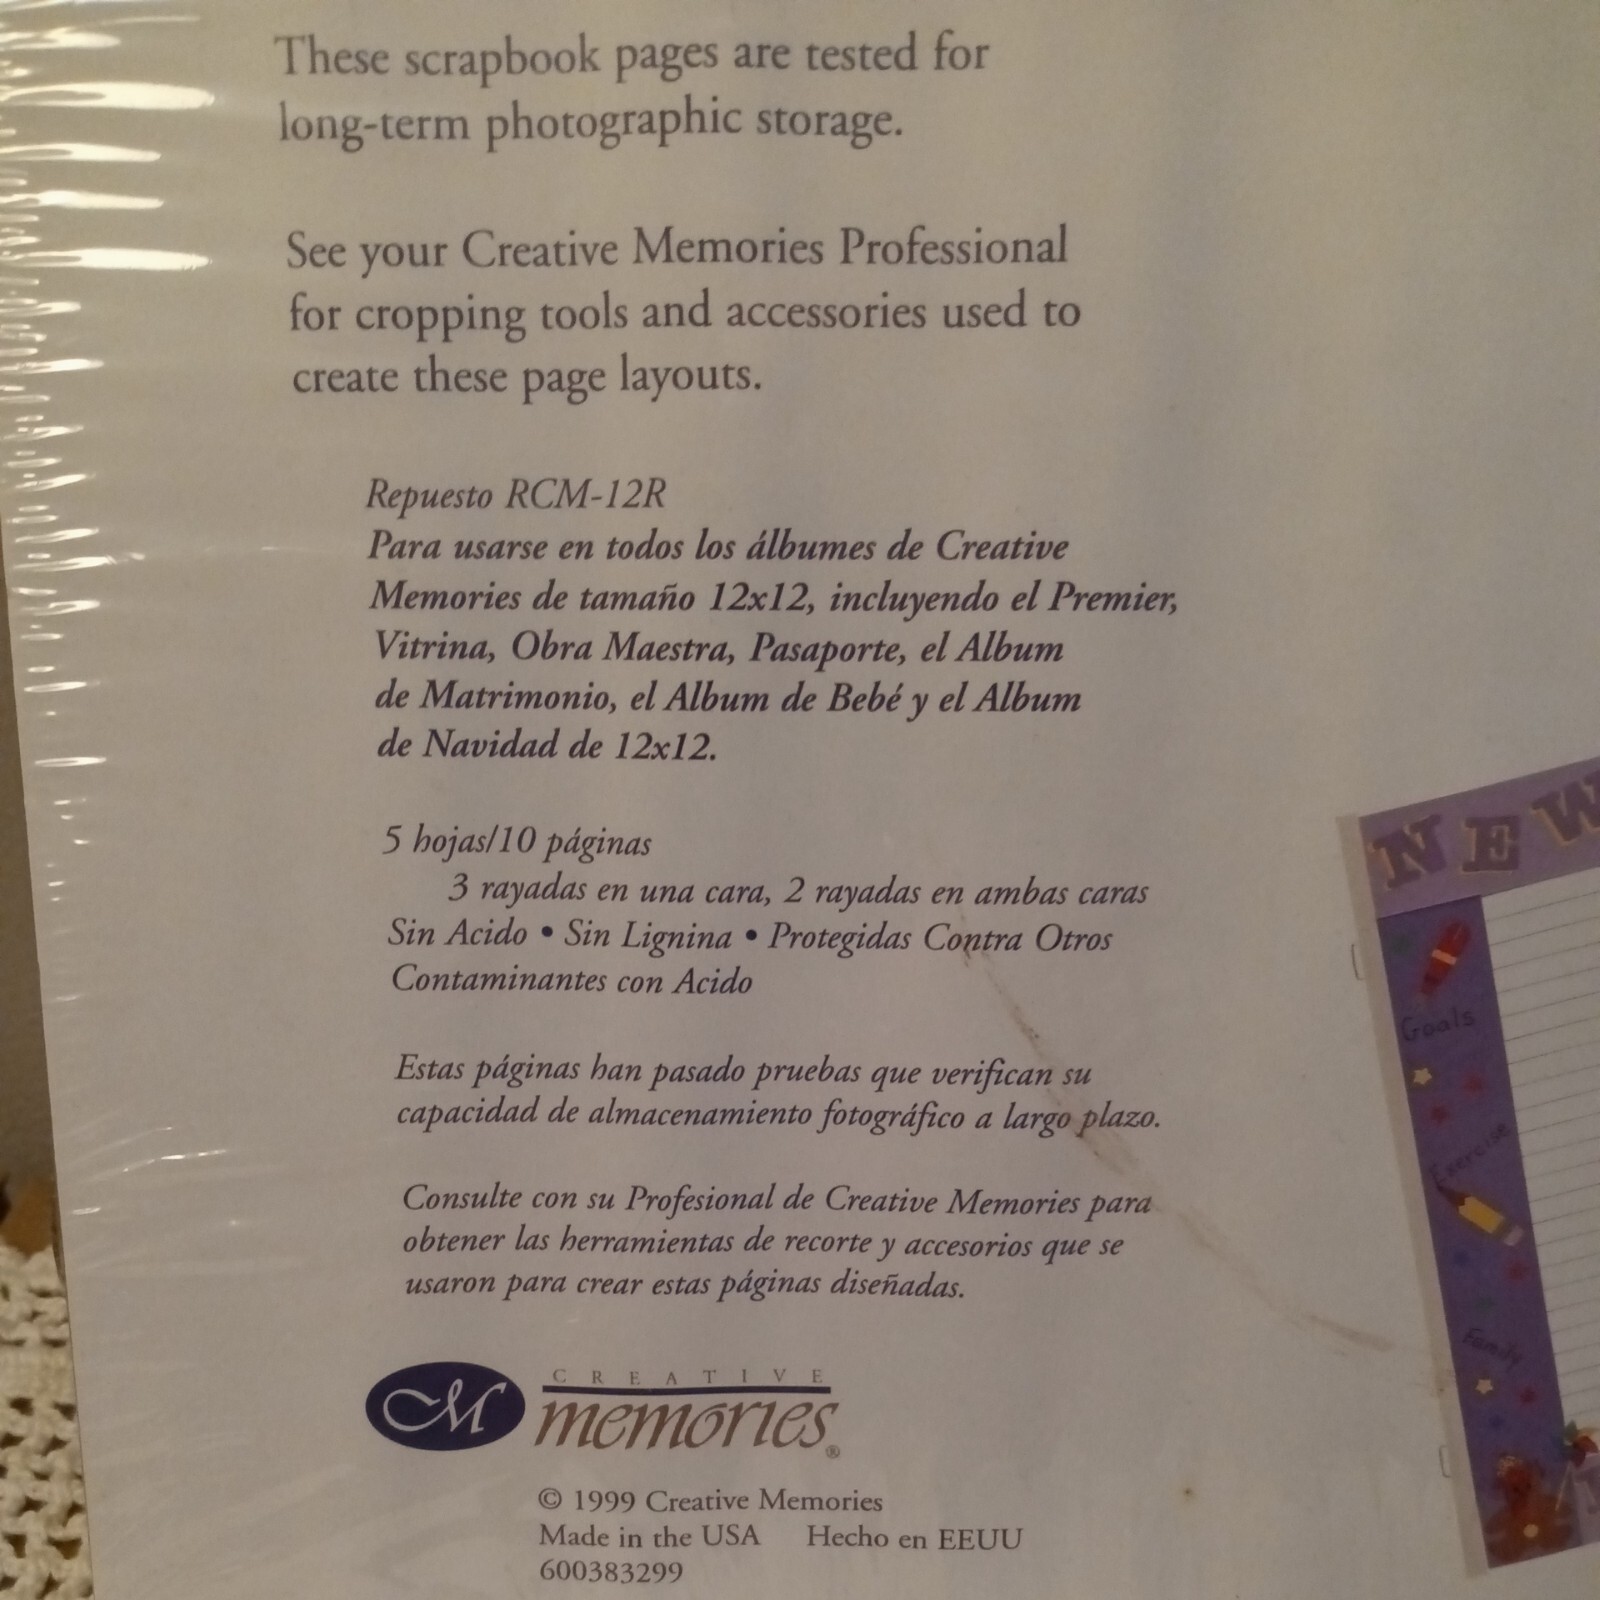 These scrapbook pages are tested for
long-term photographic storage.
See your Creative Memories Professional
for cropping tools and accessories used to
create these page layouts.
Repuesto RCM-12R
Para usarse en todos los álbumes de Creative
Memories de tamaño 12x12, incluyendo el Premier,
Vitrina, Obra Maestra, Pasaporte, el Album
de Matrimonio, el Album de Bebé y el Album
de Navidad de 12x12.
5 hojas/10 páginas
3 rayadas en una cara, 2 rayadas en ambas caras
Sin Acido • Sin Lignina • Protegidas Contra Otros
Contaminantes con Acido
Estas páginas han pasado pruebas que verifican su
capacidad de almacenamiento fotográfico a largo plazo.
Consulte con su Profesional de Creative Memories para
obtener las herramientas de recorte y accesorios que se
usaron para crear estas páginas diseñadas.
CM CREATIVE
memories®
© 1999 Creative Memories
Made in the USA Hecho en EEUU
600383299
NEW
Goals
Exercise
Family